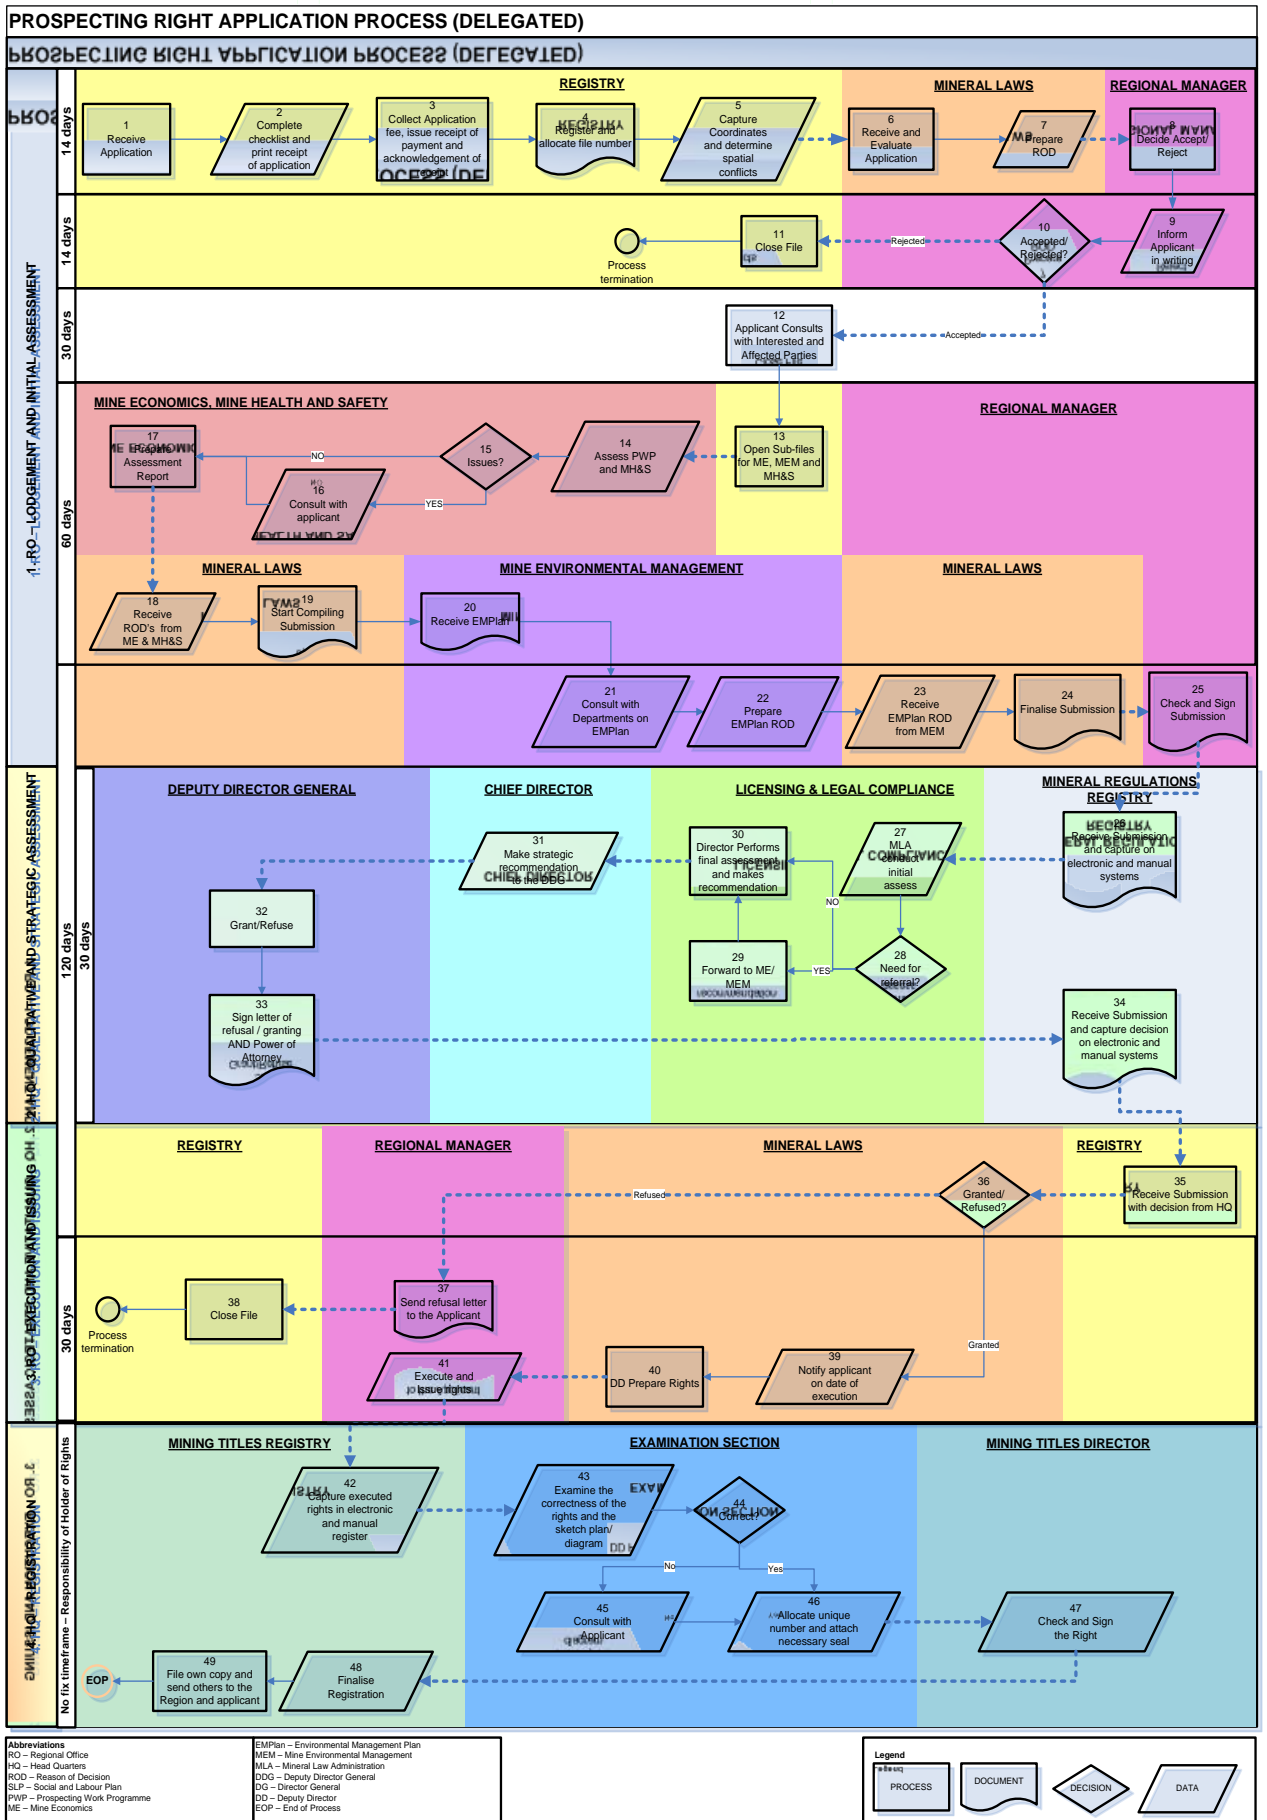 PROSPECTING RIGHT APPLICATION PROCESS (DELEGATED)
REGISTRY
MINERAL LAWS
REGIONAL MANAGER
14 days
1
Receive
Application
2
Complete
checklist and
print receipt
of application
3
Collect Application
fee, issue receipt of
payment and
acknowledgement of
receipt
4
Register and
allocate file number
5
Capture
Coordinates
and determine
spatial
conflicts
6
Receive and
Evaluate
Application
7
Prepare
ROD
8
Decide Accept/
Reject
14 days
9
Inform
Applicant
in writing
10
Accepted/
Rejected?
Rejected
11
Close File
Process
termination
1. RO – LODGEMENT AND INITIAL ASSESSMENT
30 days
12
Applicant Consults
with Interested and
Affected Parties
Accepted
60 days
MINE ECONOMICS, MINE HEALTH AND SAFETY
REGIONAL MANAGER
13
Open Sub-files
for ME, MEM and
MH&S
14
Assess PWP
and MH&S
15
Issues?
NO
YES
16
Consult with
applicant
17
Prepare
Assessment
Report
MINERAL LAWS
MINE ENVIRONMENTAL MANAGEMENT
MINERAL LAWS
18
Receive
ROD's from
ME & MH&S
19
Start Compiling
Submission
20
Receive EMPlan
21
Consult with
Departments on
EMPlan
22
Prepare
EMPlan ROD
23
Receive
EMPlan ROD
from MEM
24
Finalise Submission
25
Check and Sign
Submission
2. HQ – QUALITATIVE AND STRATEGIC ASSESSMENT
120 days
30 days
DEPUTY DIRECTOR GENERAL
CHIEF DIRECTOR
LICENSING & LEGAL COMPLIANCE
MINERAL REGULATIONS
REGISTRY
26
Receive Submission
and capture on
electronic and manual
systems
27
MLA
conduct
initial
assess
28
Need for
referral?
NO
YES
29
Forward to ME/
MEM
30
Director Performs
final assessment
and makes
recommendation
31
Make strategic
recommendation
to the DDG
32
Grant/Refuse
33
Sign letter of
refusal / granting
AND Power of
Attorney
34
Receive Submission
and capture decision
on electronic and
manual systems
3. RO – EXECUTION AND ISSUING
REGISTRY
REGIONAL MANAGER
MINERAL LAWS
REGISTRY
35
Receive Submission
with decision from HQ
36
Granted/
Refused?
Refused
30 days
37
Send refusal letter
to the Applicant
38
Close File
Process
termination
Granted
39
Notify applicant
on date of
execution
40
DD Prepare Rights
41
Execute and
Issue rights
4. HQ – REGISTRATION
No fix timeframe – Responsibility of Holder of Rights
MINING TITLES REGISTRY
EXAMINATION SECTION
MINING TITLES DIRECTOR
42
Capture executed
rights in electronic
and manual
register
43
Examine the
correctness of the
rights and the
sketch plan/
diagram
44
Correct?
No
Yes
45
Consult with
Applicant
46
Allocate unique
number and attach
necessary seal
47
Check and Sign
the Right
48
Finalise
Registration
49
File own copy and
send others to the
Region and applicant
EOP
Abbreviations
RO – Regional Office
HQ – Head Quarters
ROD – Reason of Decision
SLP – Social and Labour Plan
PWP – Prospecting Work Programme
ME – Mine Economics
EMPlan – Environmental Management Plan
MEM – Mine Environmental Management
MLA – Mineral Law Administration
DDG – Deputy Director General
DG – Director General
DD – Deputy Director
EOP – End of Process
Legend
PROCESS
DOCUMENT
DECISION
DATA